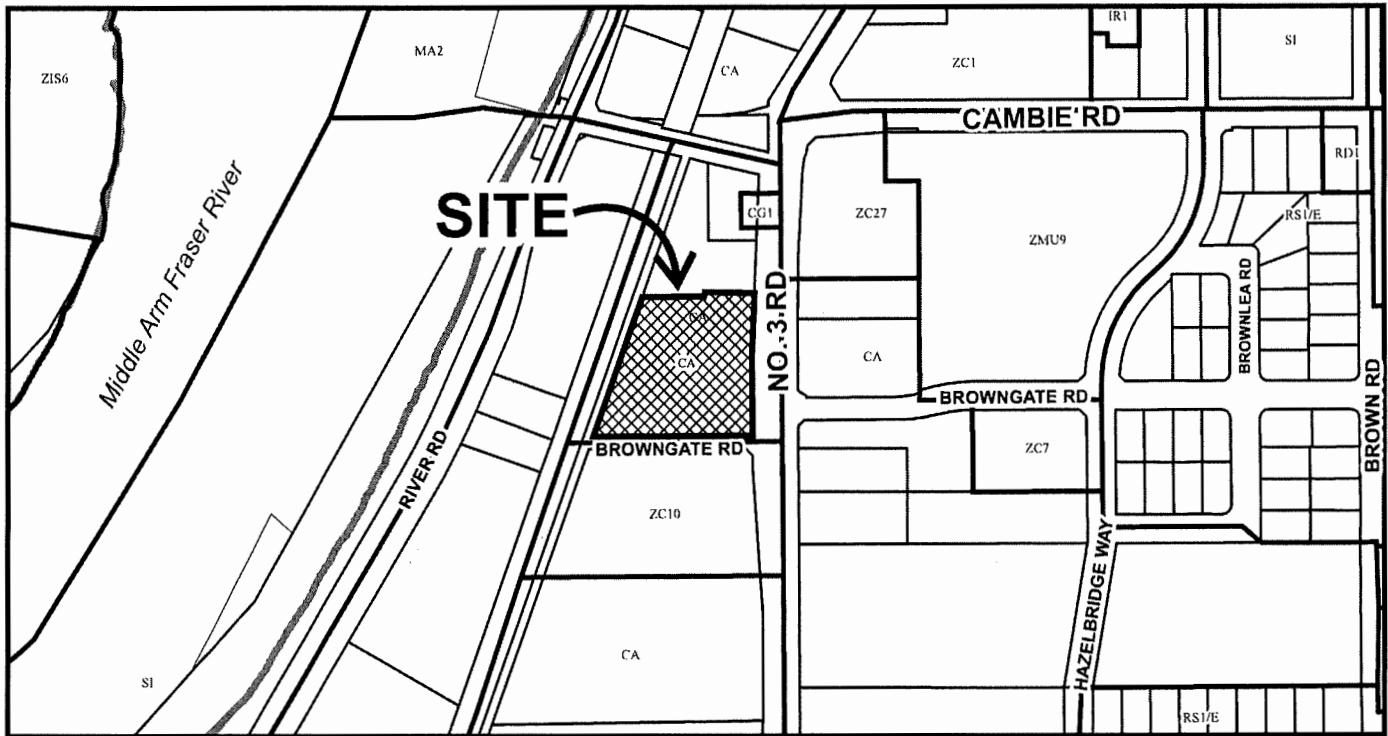 IR1
SI
MA2
ZC1
CA
ZIS6
CAMBIE RD
RD1
SITE
CG1
ZC27
RS1/E
ZMU9
Middle Arm Fraser River
NO. 3 RD
BROWNLEA RD
CA
CA
CA
BROWNGATE RD
BROWN RD
RIVER RD
BROWNGATE RD
ZC7
ZC10
HAZELBRIDGE WAY
CA
SI
RS1/E